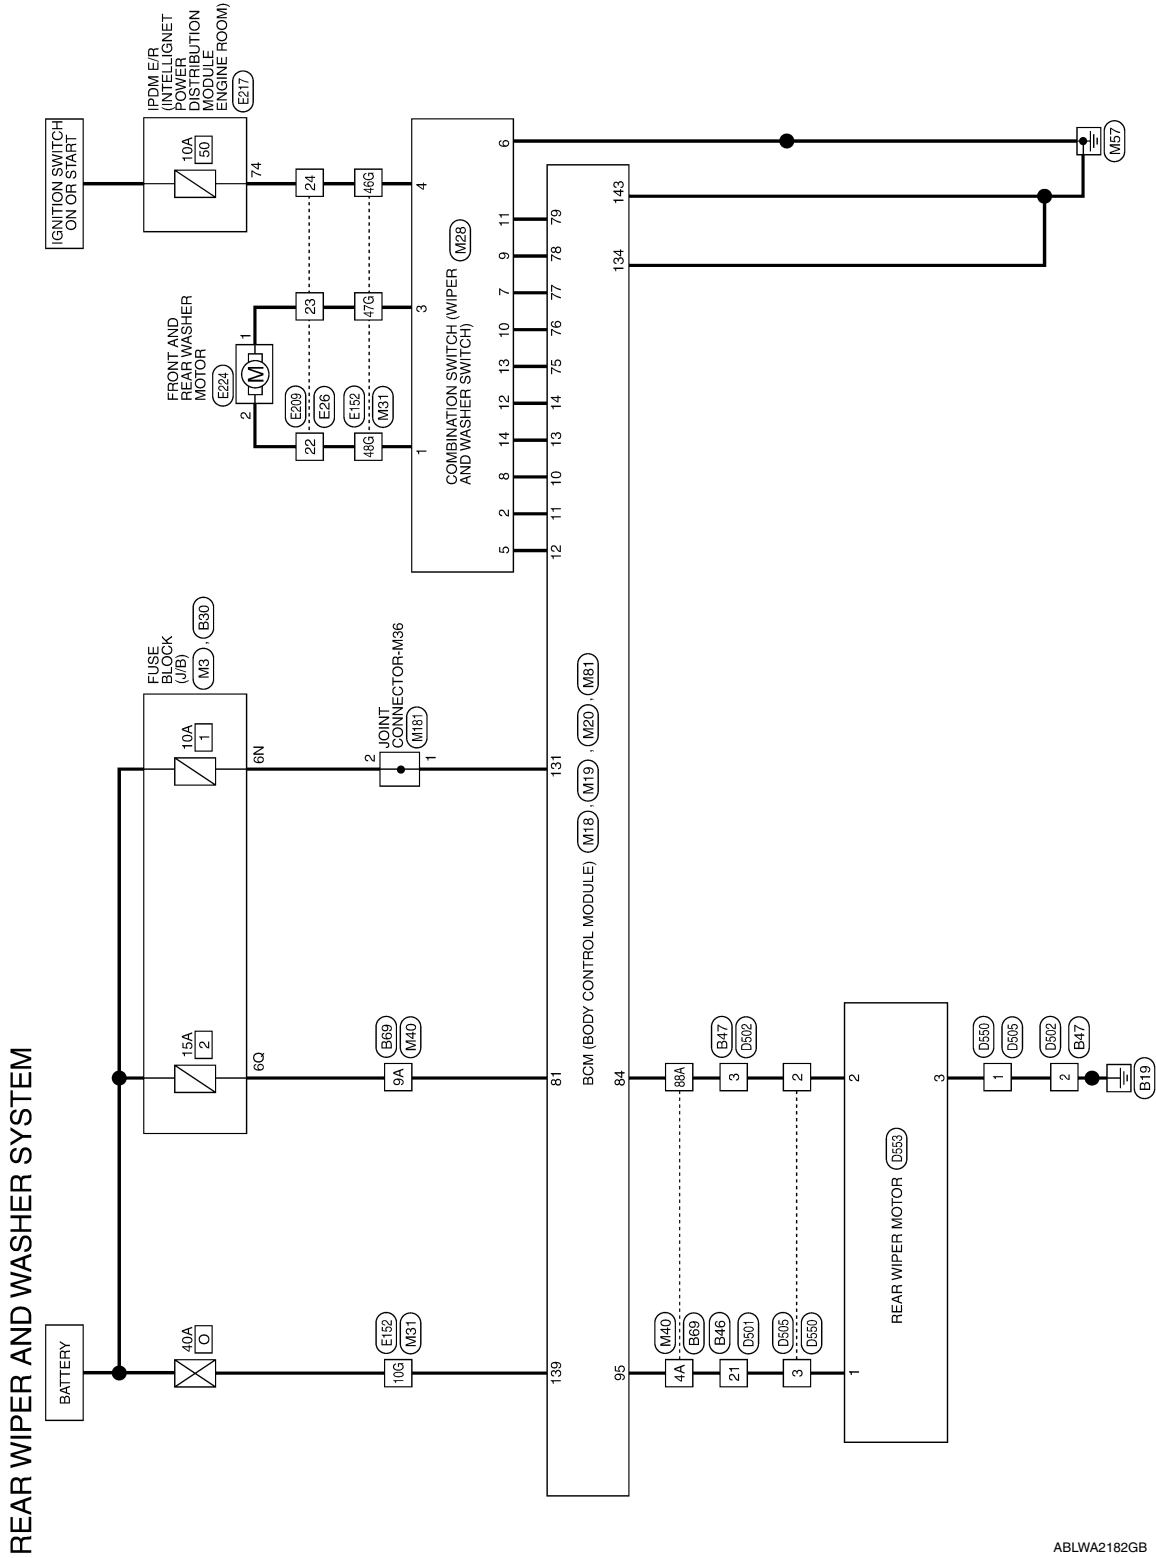 REAR WIPER AND WASHER SYSTEM
BATTERY
IGNITION SWITCH
ON OR START
40A
O
15A
2
10A
1
FUSE
BLOCK
(J/B)
M3 , B30
10A
50
IPDM E/R
(INTELLIGNET
POWER
DISTRIBUTION
MODULE
ENGINE ROOM)
E217
6Q
6N
74
FRONT AND
REAR WASHER
MOTOR
E224
M
2
1
22
23
24
E209
E26
48G
47G
46G
E152
M31
10G
E152
M31
9A
B69
M40
2
1
JOINT
CONNECTOR-M36
M181
1
3
4
COMBINATION SWITCH (WIPER
AND WASHER SWITCH)
M28
5
2
8
14
12
13
10
7
9
11
6
139
81
131
12
11
10
13
14
75
76
77
78
79
BCM (BODY CONTROL MODULE) M18 , M19 , M20 , M81
95
84
134
143
4A
88A
M40
B69
21
B46
D501
3
B47
D502
3
2
D505
D550
1
2
REAR WIPER MOTOR D553
3
1
D550
D505
2
D502
B47
B19
M57
ABLWA2182GB